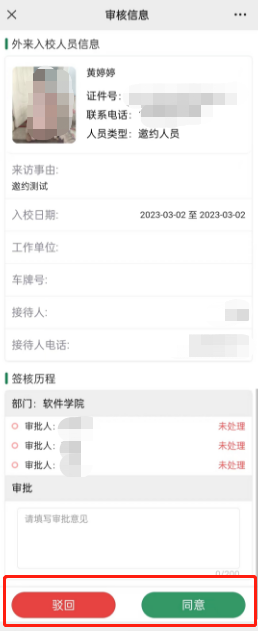 审核信息
外来入校人员信息
黄婷婷
证件号：
联系电话：
人员类型：邀约人员
来访事由：
邀约测试
入校日期： 2023-03-02 至 2023-03-02
工作单位：
车牌号：
接待人：
接待人电话：
签核历程
部门：软件学院
审批人： 未处理
审批人： 未处理
审批人： 未处理
审批
请填写审批意见
0/200
驳回 同意